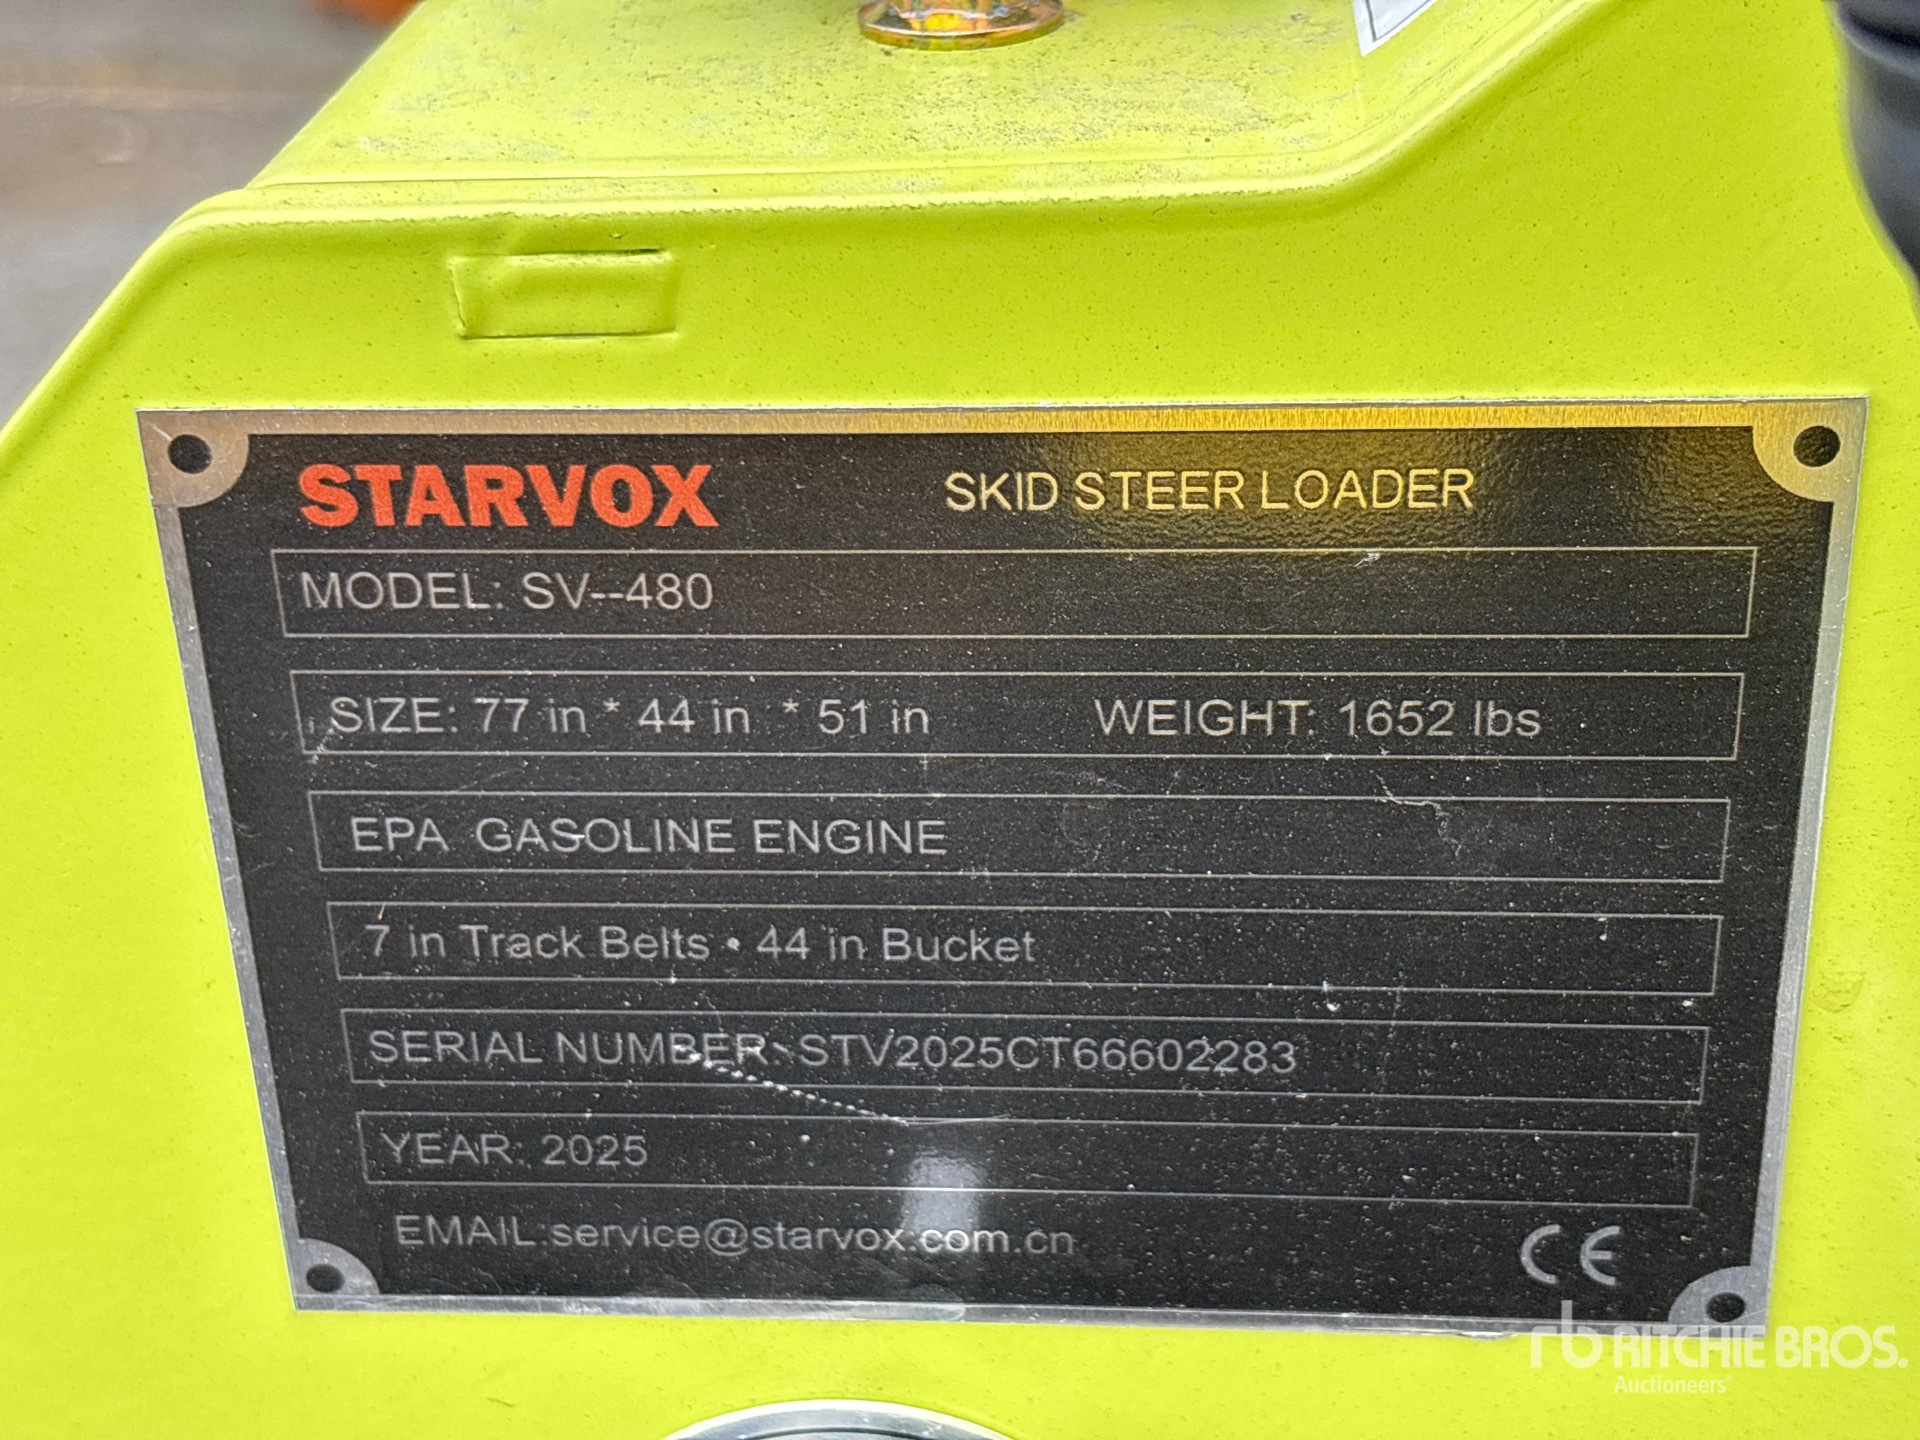 STARVOX SKID STEER LOADER
MODEL: SV--480
SIZE: 77 in * 44 in * 51 in WEIGHT: 1652 lbs
EPA GASOLINE ENGINE
7 in Track Belts • 44 in Bucket
SERIAL NUMBER: STV2025CT66602283
YEAR: 2025
EMAIL:service@starvox.com.cn CE
rb RITCHIE BROS.
Auctioneers